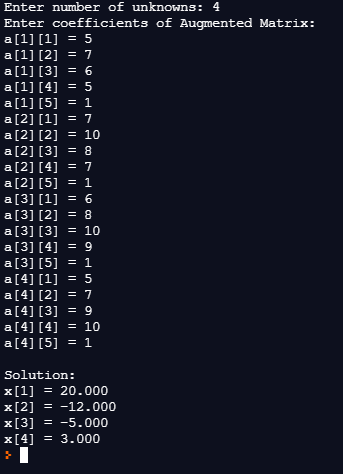 Enter number of unknowns: 4
Enter coefficients of Augmented Matrix:
a[1][1] = 5
a[1][2] = 7
a[1][3] = 6
a[1][4] = 5
a[1][5] = 1
a[2][1] = 7
a[2][2] = 10
a[2][3] = 8
a[2][4] = 7
a[2][5] = 1
a[3][1] = 6
a[3][2] = 8
a[3][3] = 10
a[3][4] = 9
a[3][5] = 1
a[4][1] = 5
a[4][2] = 7
a[4][3] = 9
a[4][4] = 10
a[4][5] = 1
Solution:
x[1] = 20.000
x[2] = -12.000
x[3] = -5.000
x[4] = 3.000